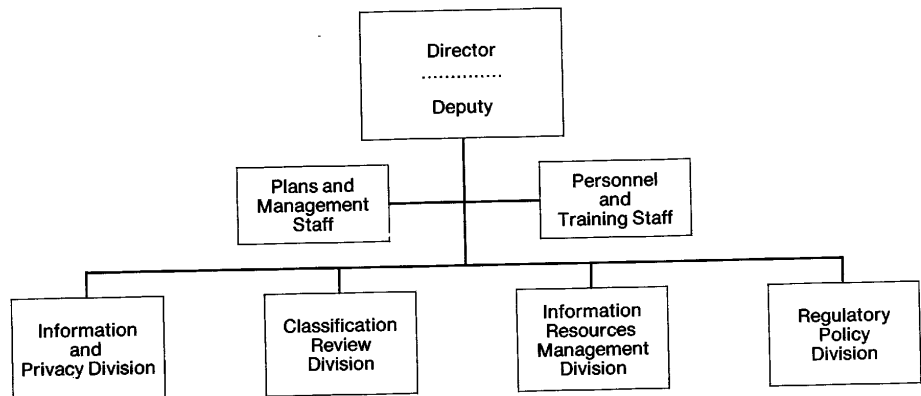 Director
Deputy
Plans and
Management
Staff
Personnel
and
Training Staff
Information
and
Privacy Division
Classification
Review
Division
Information
Resources
Management
Division
Regulatory
Policy
Division